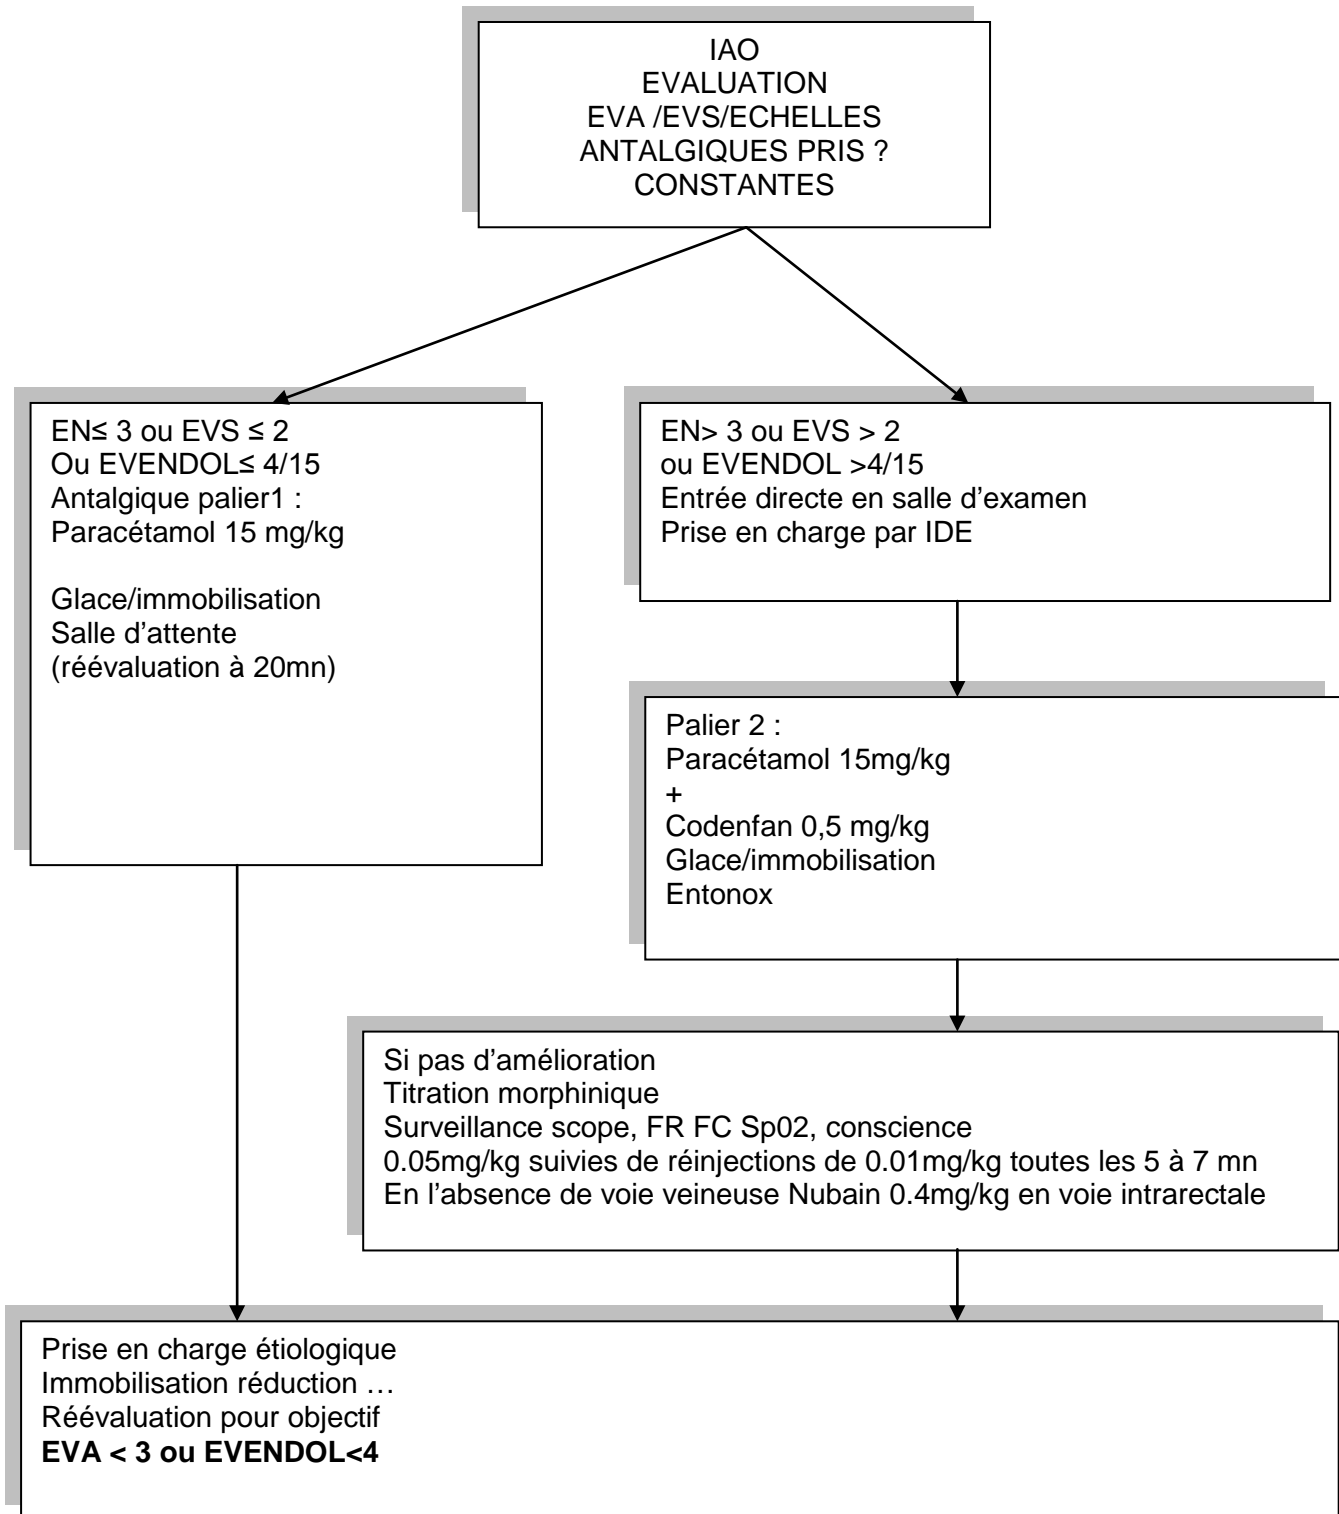 IAO
EVALUATION
EVA /EVS/ECHELLES
ANTALGIQUES PRIS ?
CONSTANTES
EN≤ 3 ou EVS ≤ 2
Ou EVENDOL≤ 4/15
Antalgique palier1 :
Paracétamol 15 mg/kg
Glace/immobilisation
Salle d'attente
(réévaluation à 20mn)
EN> 3 ou EVS > 2
ou EVENDOL >4/15
Entrée directe en salle d'examen
Prise en charge par IDE
Palier 2 :
Paracétamol 15mg/kg
+
Codenfan 0,5 mg/kg
Glace/immobilisation
Entonox
Si pas d'amélioration
Titration morphinique
Surveillance scope, FR FC Sp02, conscience
0.05mg/kg suivies de réinjections de 0.01mg/kg toutes les 5 à 7 mn
En l'absence de voie veineuse Nubain 0.4mg/kg en voie intrarectale
Prise en charge étiologique
Immobilisation réduction …
Réévaluation pour objectif
EVA < 3 ou EVENDOL<4